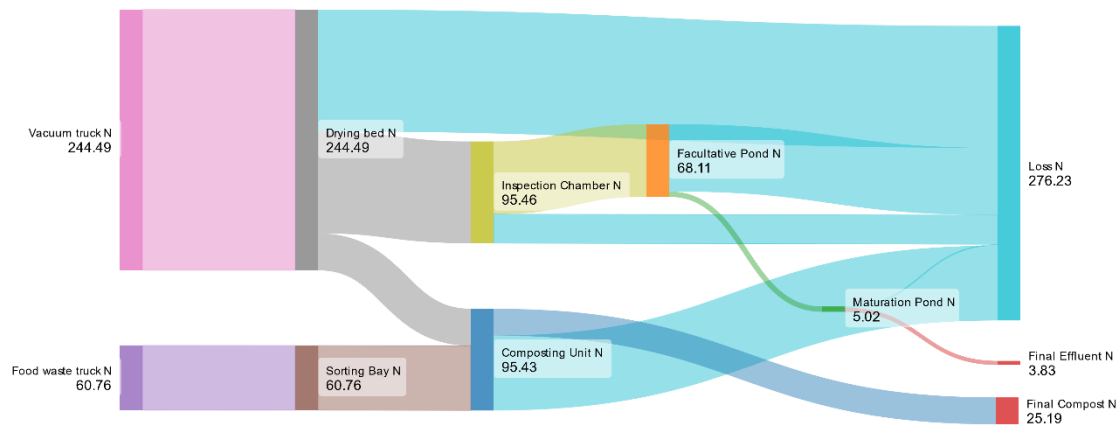 Vacuum truck N
244.49
Drying bed N
244.49
Inspection Chamber N
95.46
Facultative Pond N
68.11
Loss N
276.23
Maturation Pond N
5.02
Food waste truck N
60.76
Sorting Bay N
60.76
Composting Unit N
95.43
Final Effluent N
3.83
Final Compost N
25.19